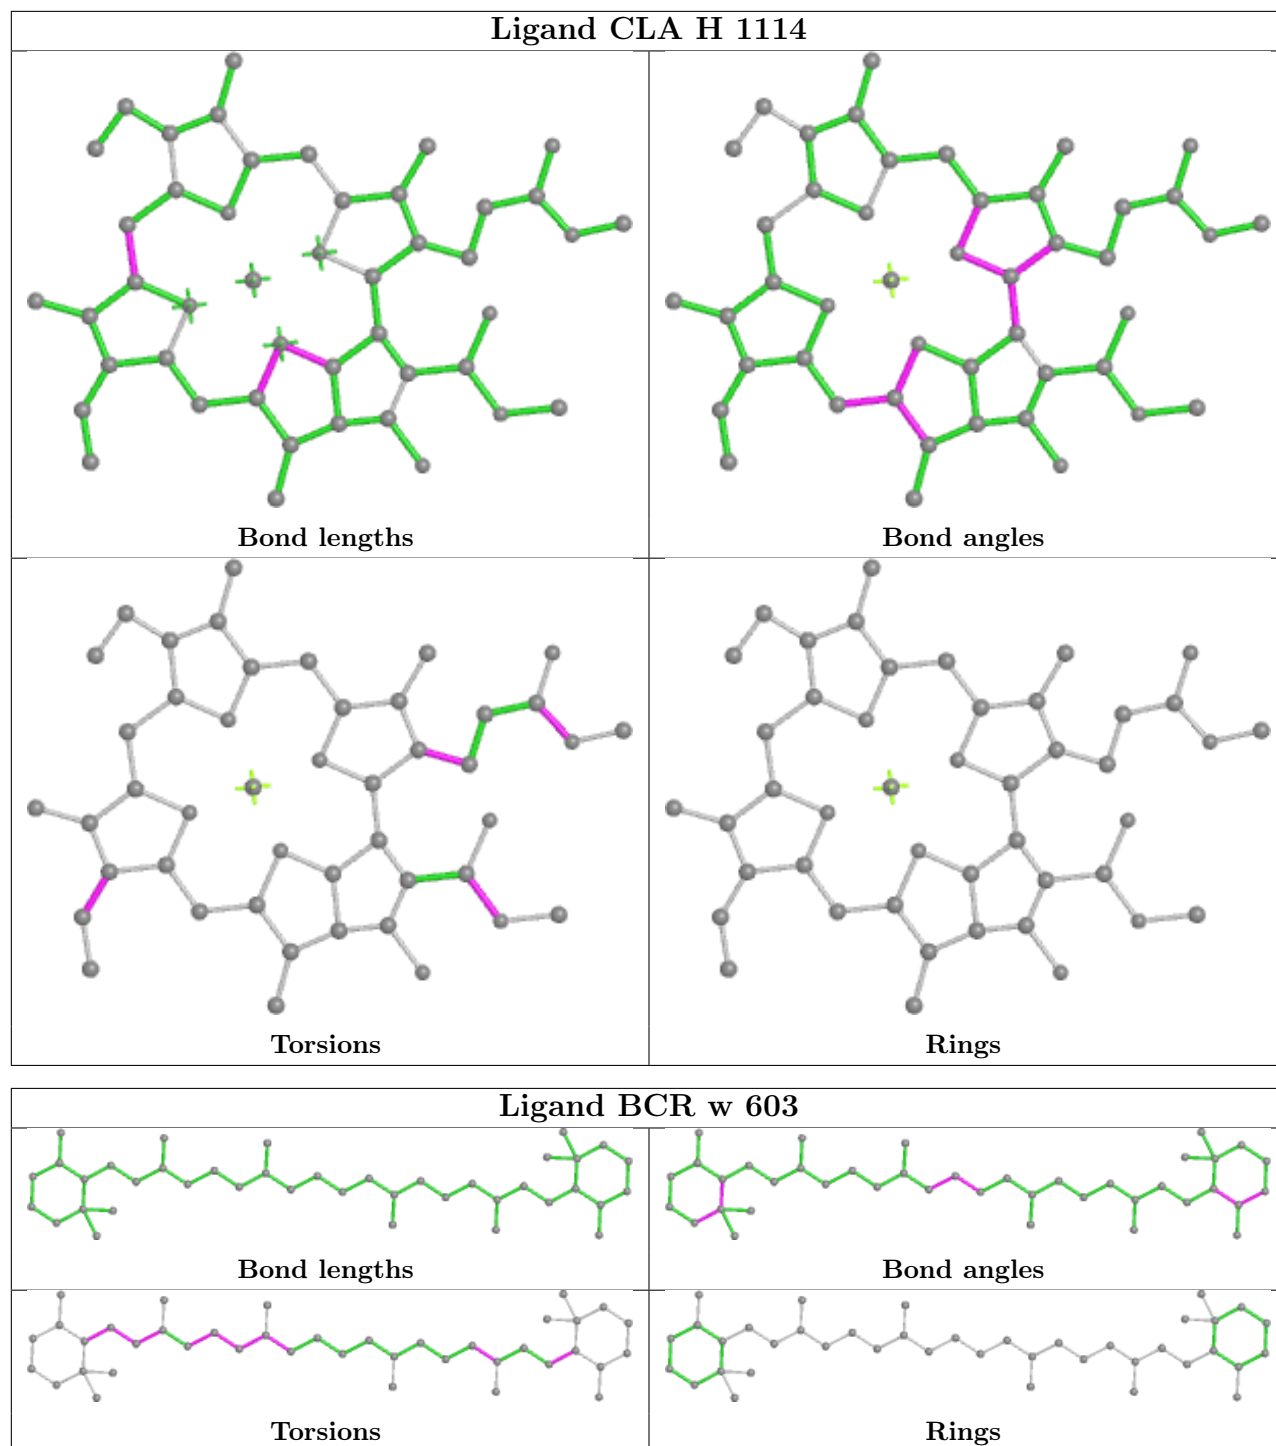 Ligand CLA H 1114
Bond lengths
Bond angles
Torsions
Rings
Ligand BCR w 603
Bond lengths
Bond angles
Torsions
Rings